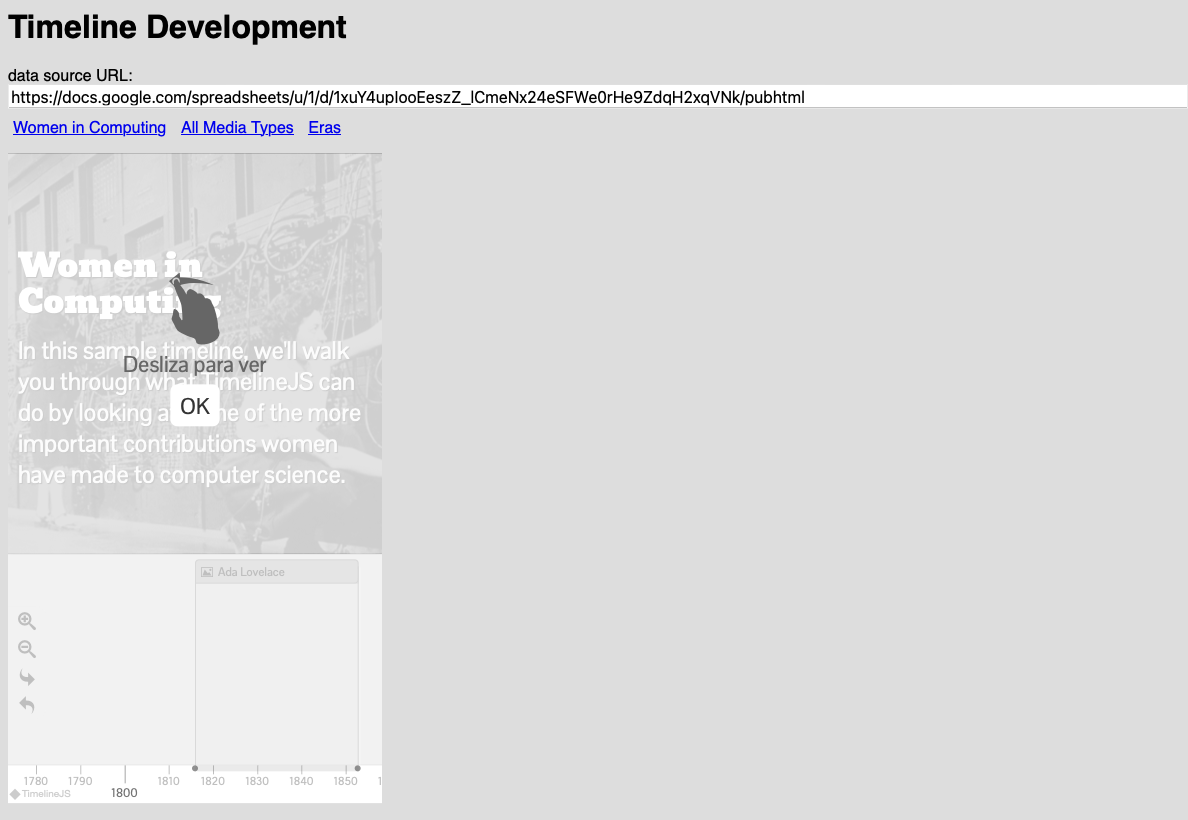 Timeline Development
data source URL:
https://docs.google.com/spreadsheets/u/1/d/1xuY4upIooEeszZ_lCmeNx24eSFWe0rHe9ZdqH2xqVNk/pubhtml
Women in Computing All Media Types Eras
Women in
Computing
In this sample timeline, we'll walk
Desliza para ver
you through what TimelineJS can
OK
do by looking at of the more
important contributions women
have made to computer science.
Ada Lovelace
1780 1790 1810 1820 1830 1840 1850
TimelineJS 1800